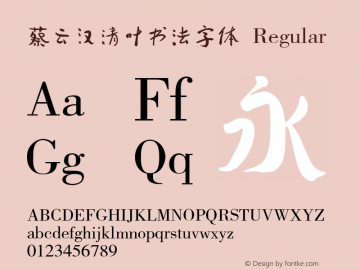 蔡云汉清叶书法字体 Regular
Aa Ff 永
Gg Qq
ABCDEFGHIJKLMNOPQRSTUVWXYZ
abcdefghijklmnopqrstuvwxyz
0123456789
© Design by fontke.com